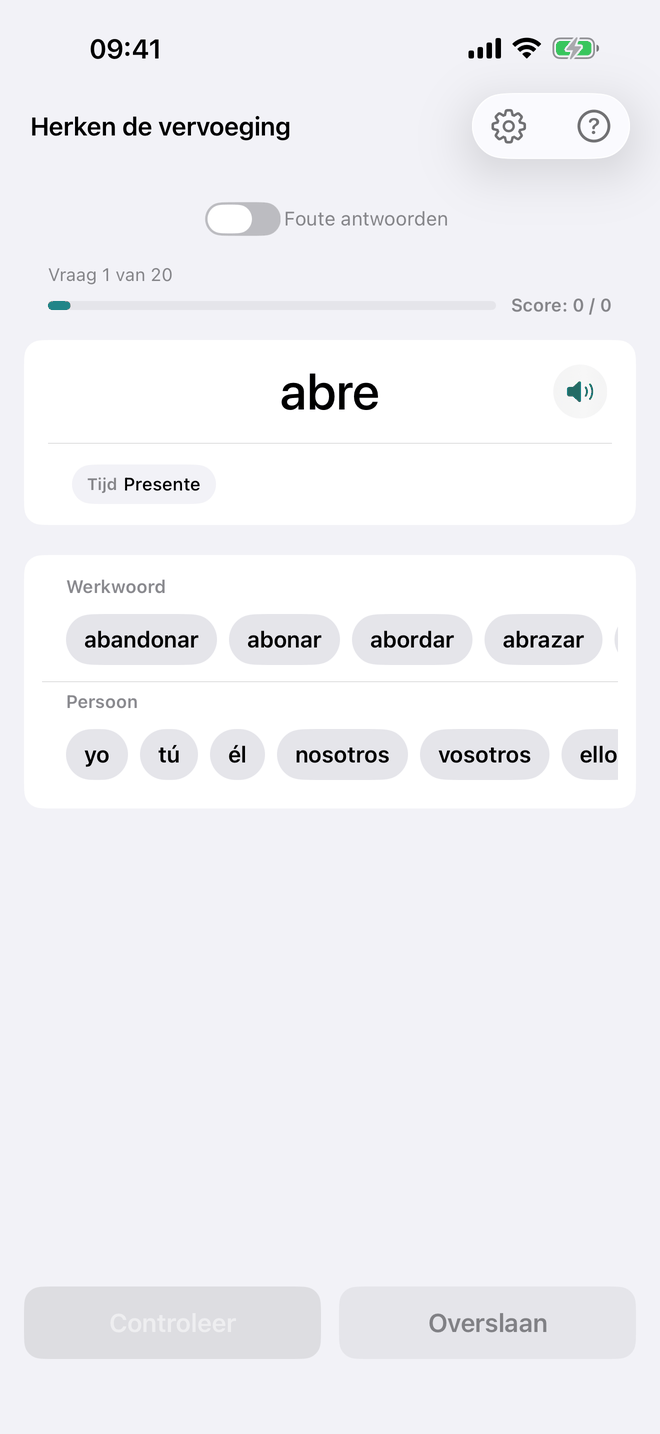 09:41
Herken de vervoeging
?
Foute antwoorden
Vraag 1 van 20
Score: 0 / 0
abre
Tijd Presente
Werkwoord
abandonar abonar abordar abrazar
Persoon
yo tú él nosotros vosotros ello
Controleer Overslaan